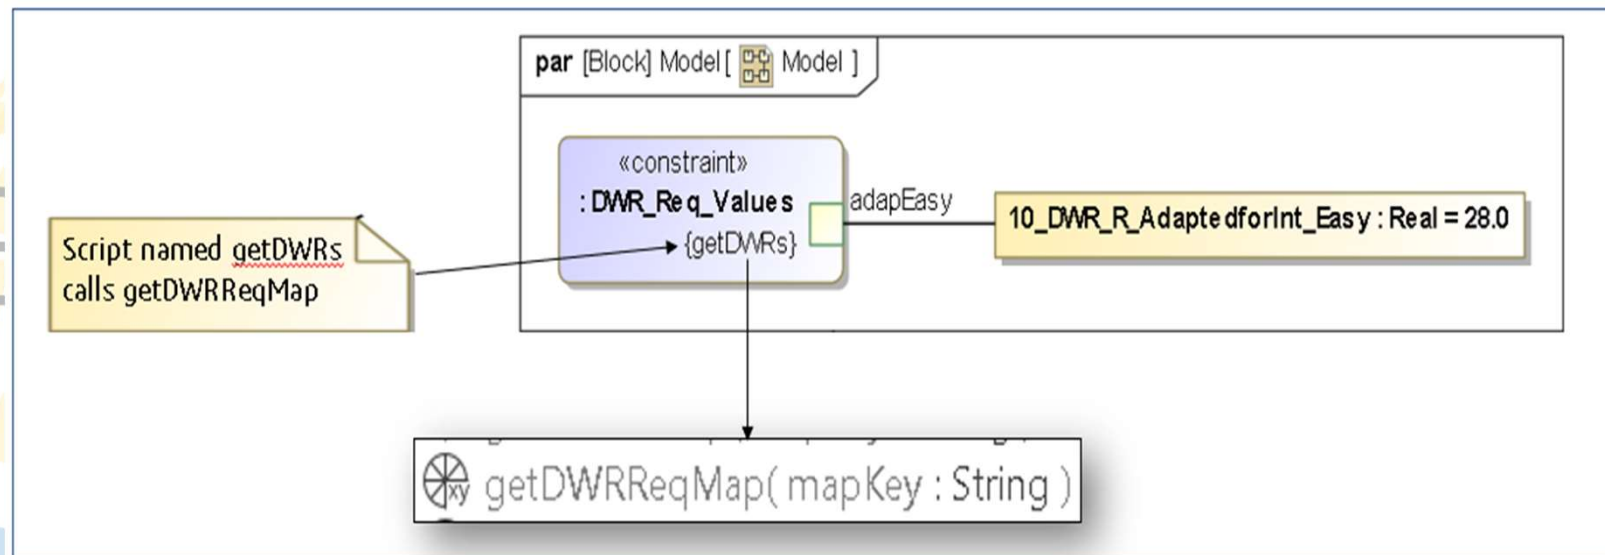 par [Block] Model [ Model ]
«constraint»
: DWR_Req_Values
{getDWRs}
adapEasy
10_DWR_R_AdaptedforInt_Easy : Real = 28.0
Script named getDWRs
calls getDWRReqMap
xy getDWRReqMap( mapKey : String )